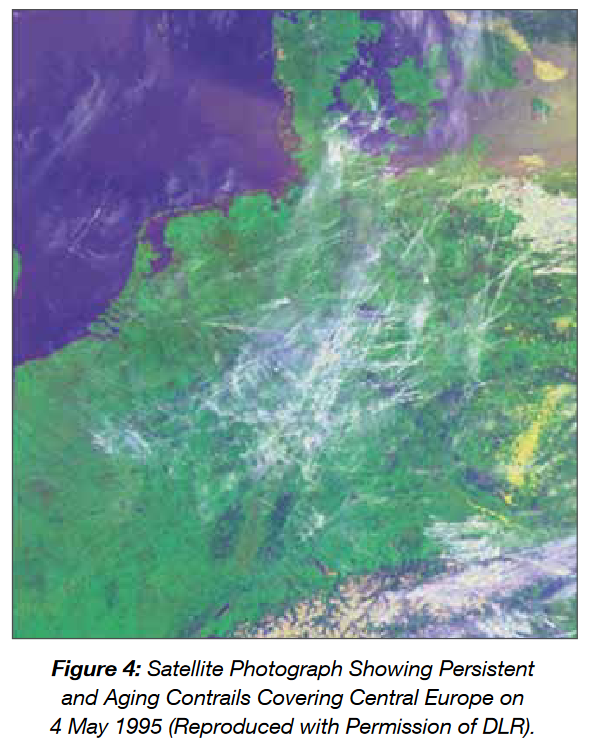 Figure 4: Satellite Photograph Showing Persistent
and Aging Contrails Covering Central Europe on
4 May 1995 (Reproduced with Permission of DLR).